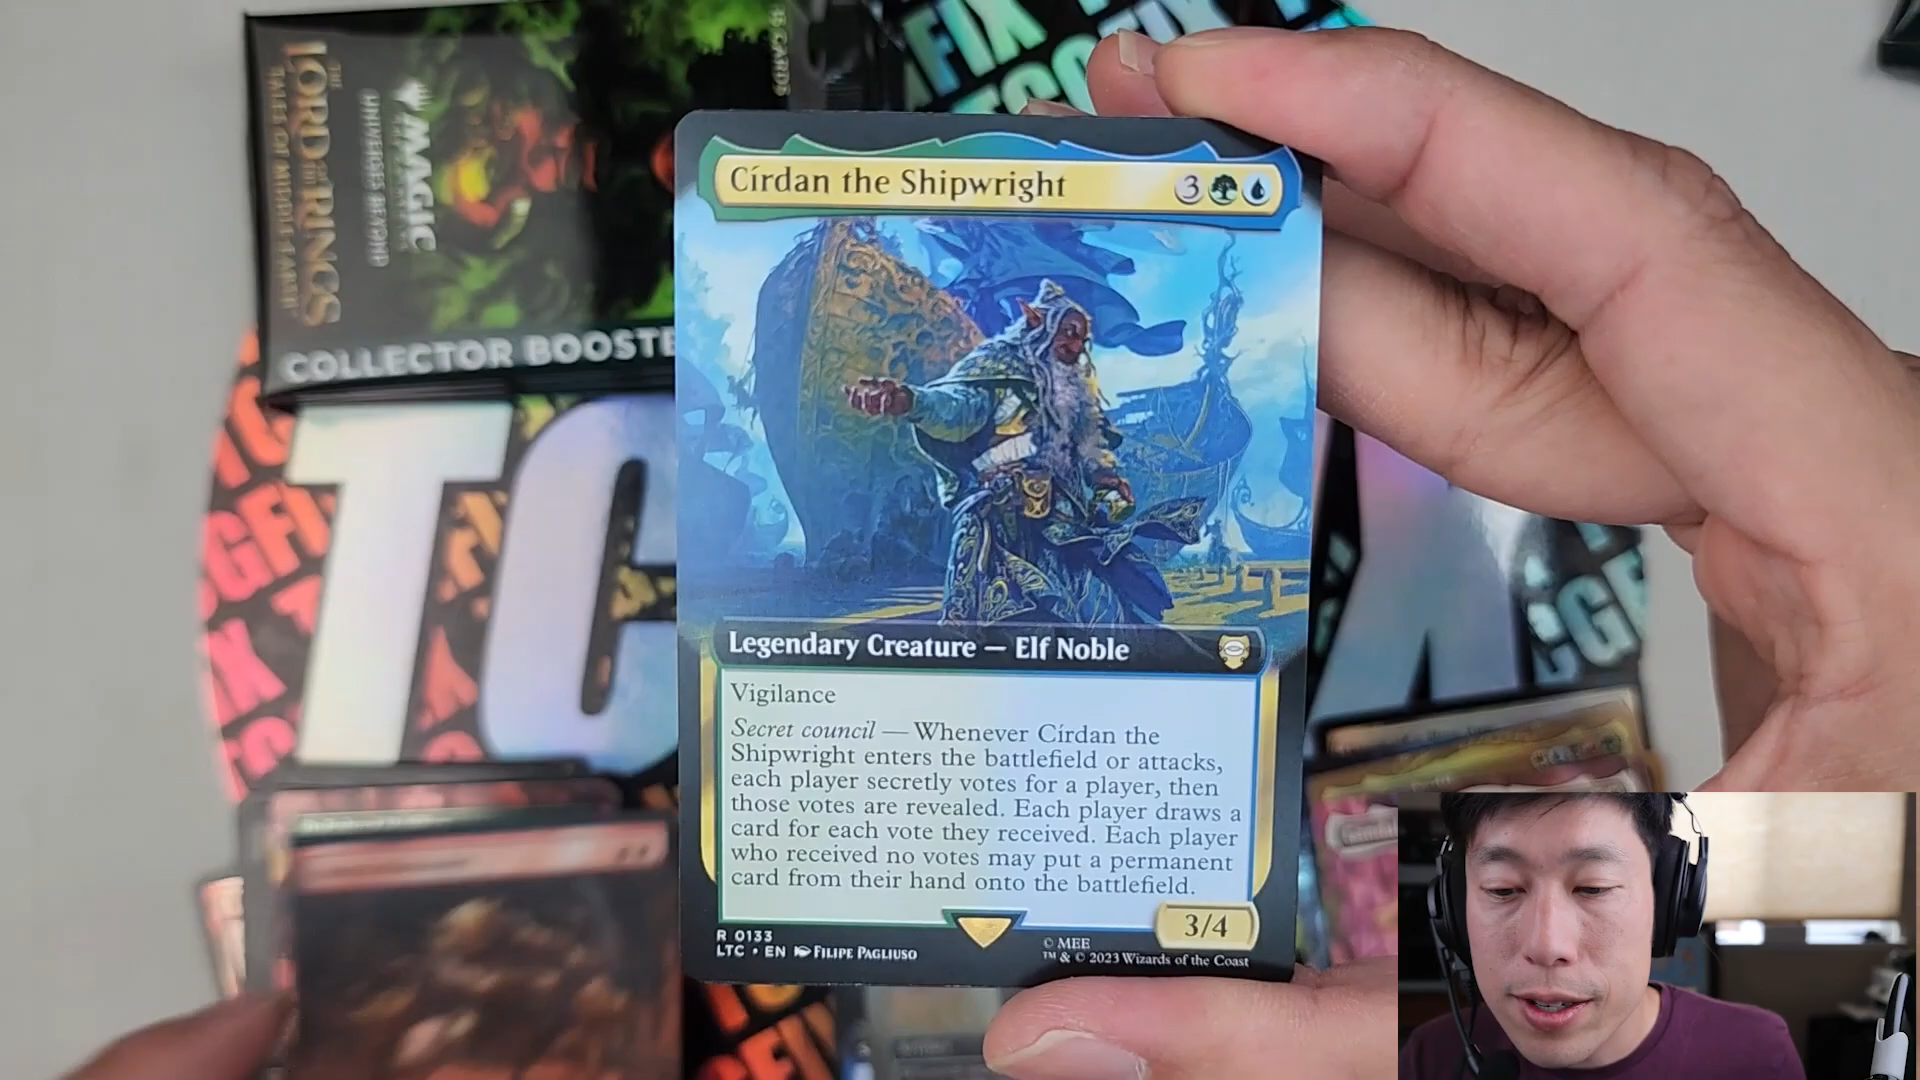 THE
LORD OF THE RINGS
TALES OF MIDDLE-EARTH
MAGIC
UNIVERSES BEYOND
15 CARDS
COLLECTOR BOOSTE
TC
Círdan the Shipwright
3
Legendary Creature — Elf Noble
Vigilance
Secret council — Whenever Círdan the
Shipwright enters the battlefield or attacks,
each player secretly votes for a player, then
those votes are revealed. Each player draws a
card for each vote they received. Each player
who received no votes may put a permanent
card from their hand onto the battlefield.
3/4
R 0133
LTC • EN FILIPE PAGLIUSO
© MEE
™ & © 2023 Wizards of the Coast